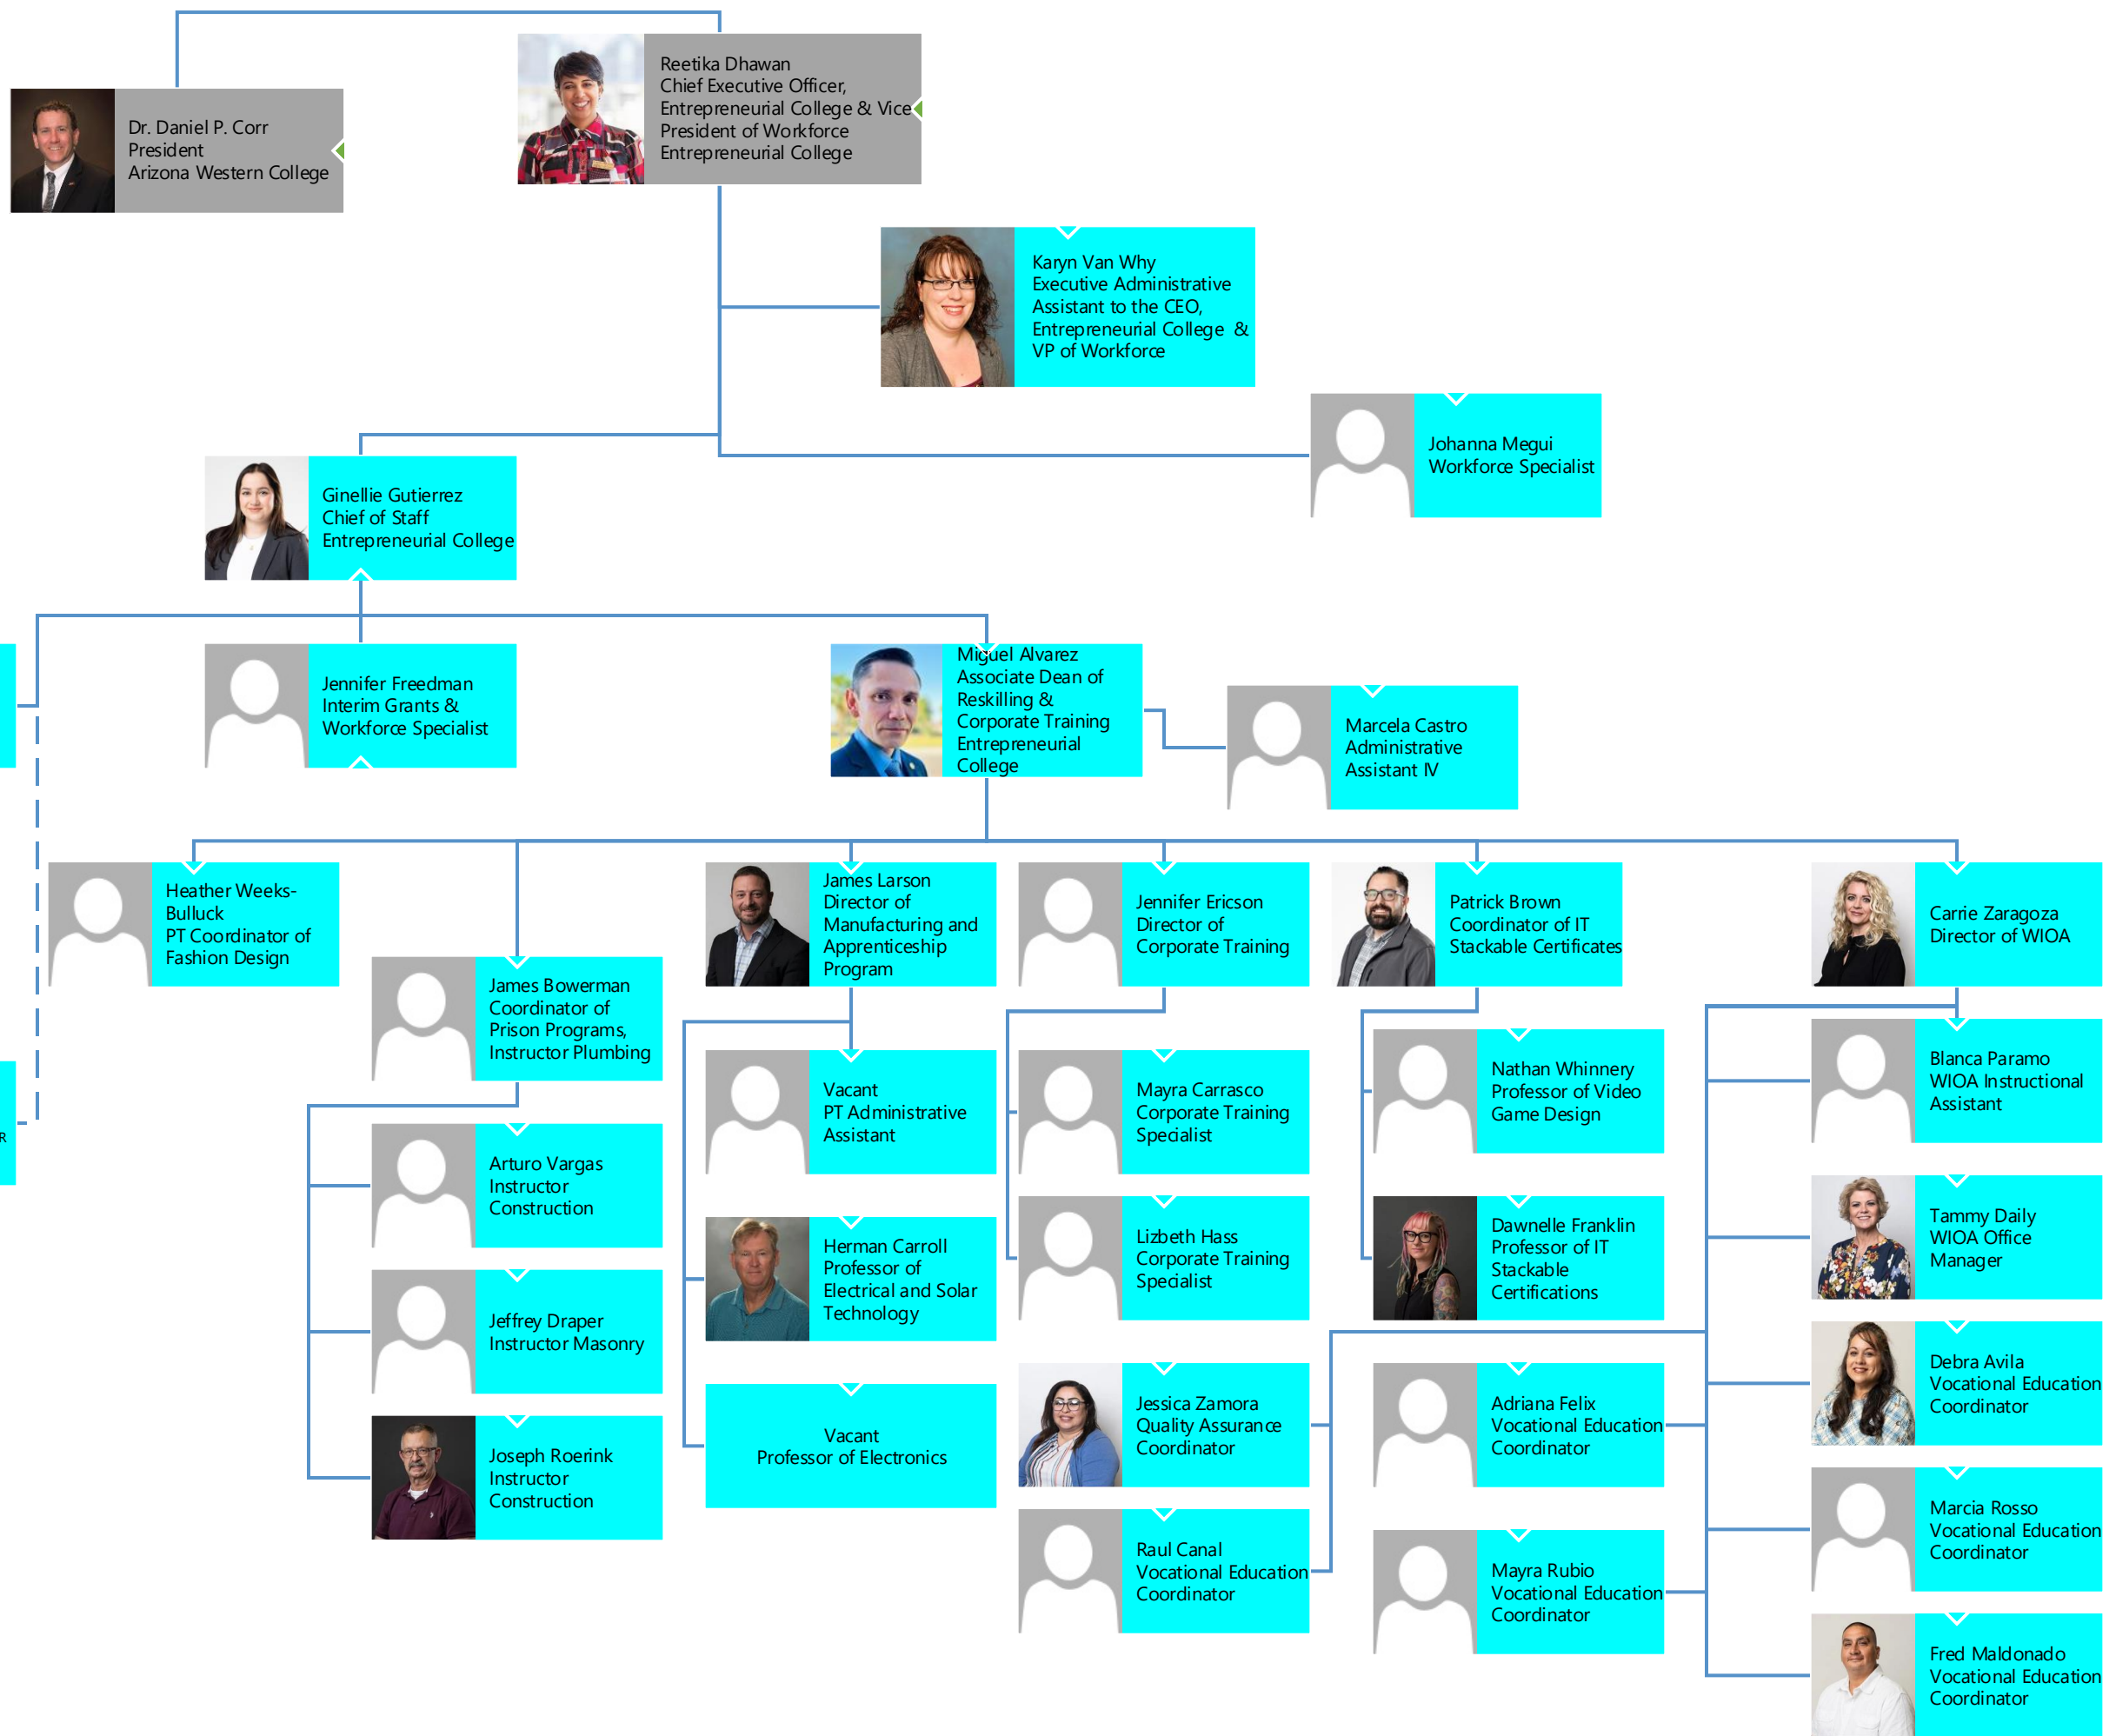 Reetika Dhawan
Chief Executive Officer,
Entrepreneurial College & Vice
President of Workforce
Entrepreneurial College
Dr. Daniel P. Corr
President
Arizona Western College
Karyn Van Why
Executive Administrative
Assistant to the CEO,
Entrepreneurial College &
VP of Workforce
Johanna Megui
Workforce Specialist
Ginellie Gutierrez
Chief of Staff
Entrepreneurial College
Jennifer Freedman
Interim Grants &
Workforce Specialist
Miguel Alvarez
Associate Dean of
Reskilling &
Corporate Training
Entrepreneurial
College
Marcela Castro
Administrative
Assistant IV
Heather Weeks-
Bulluck
PT Coordinator of
Fashion Design
James Bowerman
Coordinator of
Prison Programs,
Instructor Plumbing
Arturo Vargas
Instructor
Construction
Jeffrey Draper
Instructor Masonry
Joseph Roerink
Instructor
Construction
James Larson
Director of
Manufacturing and
Apprenticeship
Program
Vacant
PT Administrative
Assistant
Herman Carroll
Professor of
Electrical and Solar
Technology
Vacant
Professor of Electronics
Jennifer Ericson
Director of
Corporate Training
Mayra Carrasco
Corporate Training
Specialist
Lizbeth Hass
Corporate Training
Specialist
Patrick Brown
Coordinator of IT
Stackable Certificates
Nathan Whinnery
Professor of Video
Game Design
Dawnelle Franklin
Professor of IT
Stackable
Certifications
Carrie Zaragoza
Director of WIOA
Blanca Paramo
WIOA Instructional
Assistant
Tammy Daily
WIOA Office
Manager
Debra Avila
Vocational Education
Coordinator
Marcia Rosso
Vocational Education
Coordinator
Fred Maldonado
Vocational Education
Coordinator
Jessica Zamora
Quality Assurance
Coordinator
Raul Canal
Vocational Education
Coordinator
Adriana Felix
Vocational Education
Coordinator
Mayra Rubio
Vocational Education
Coordinator
R